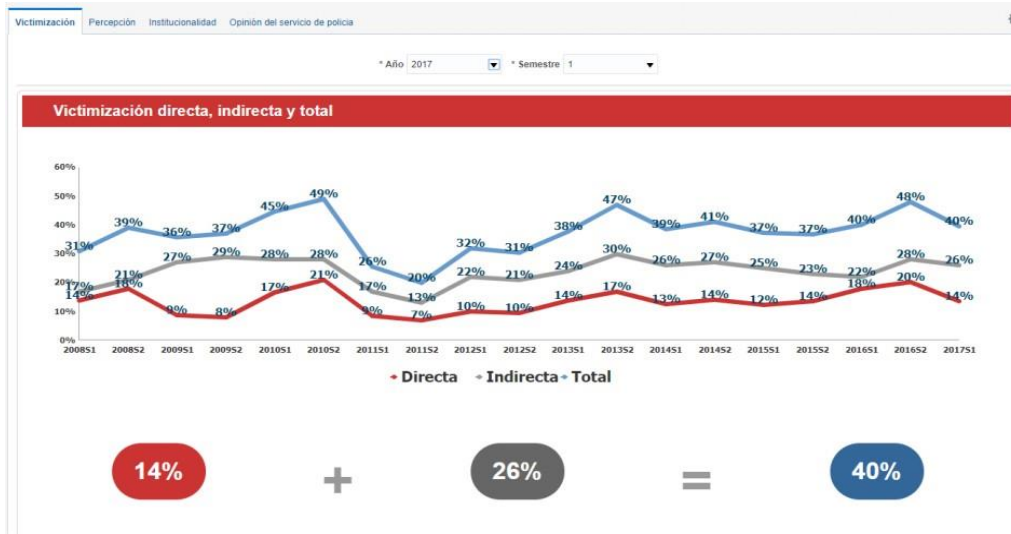 Victimización Percepción Institucionalidad Opinión del servicio de policia
* Año 2017 * Semestre 1
Victimización directa, indirecta y total
60%
50%
40%
30%
20%
10%
0%
31% 39% 36% 37% 45% 49% 26% 20% 32% 31% 38% 47% 39% 41% 37% 37% 40% 48% 40%
17% 21% 27% 29% 28% 28% 17% 13% 22% 21% 24% 30% 26% 27% 25% 23% 22% 28% 26%
14% 18% 9% 8% 17% 21% 9% 7% 10% 10% 14% 17% 13% 14% 12% 14% 18% 20% 14%
2008S1 2008S2 2009S1 2009S2 2010S1 2010S2 2011S1 2011S2 2012S1 2012S2 2013S1 2013S2 2014S1 2014S2 2015S1 2015S2 2016S1 2016S2 2017S1
Directa Indirecta Total
14% + 26% = 40%